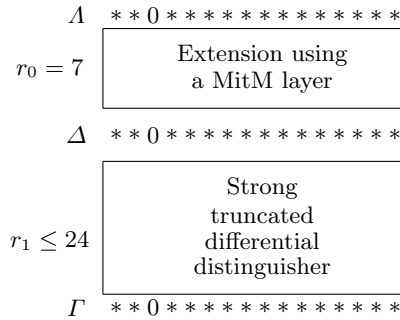 Λ * * 0 * * * * * * * * * * * * *
r₀ = 7
Extension using
a MitM layer
Δ * * 0 * * * * * * * * * * * * *
r₁ ≤ 24
Strong
truncated
differential
distinguisher
Γ * * 0 * * * * * * * * * * * * *